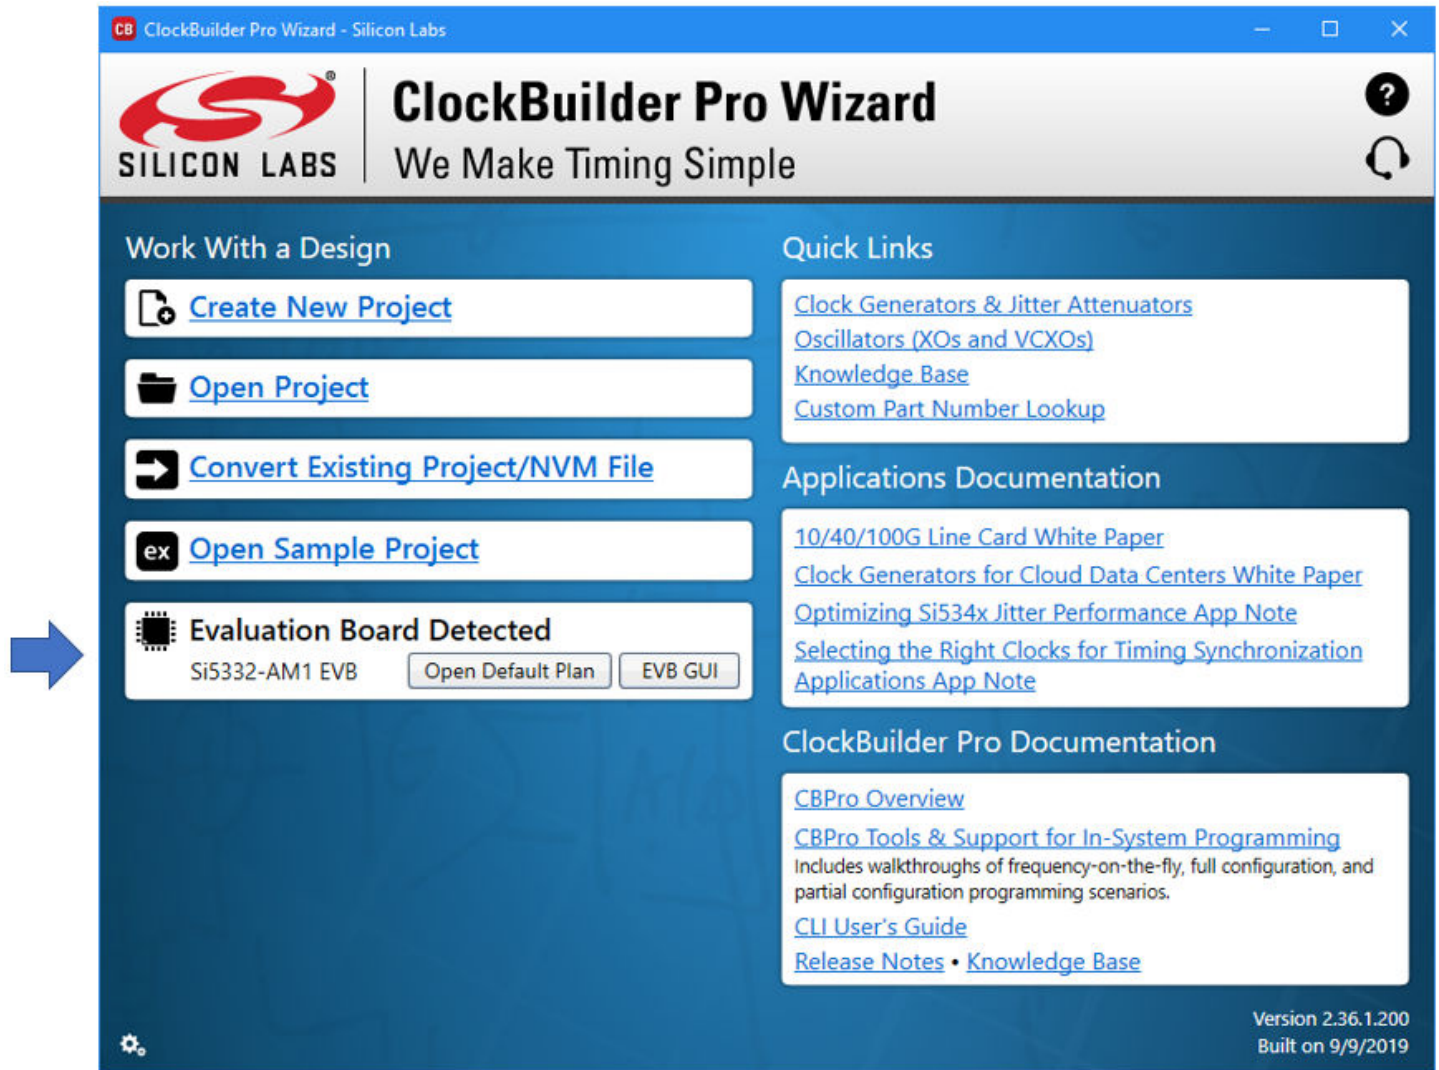 CB ClockBuilder Pro Wizard - Silicon Labs
SILICON LABS
®
ClockBuilder Pro Wizard
We Make Timing Simple
?
Work With a Design
Create New Project
Open Project
Convert Existing Project/NVM File
ex Open Sample Project
Evaluation Board Detected
Si5332-AM1 EVB Open Default Plan EVB GUI
Quick Links
Clock Generators & Jitter Attenuators
Oscillators (XOs and VCXOs)
Knowledge Base
Custom Part Number Lookup
Applications Documentation
10/40/100G Line Card White Paper
Clock Generators for Cloud Data Centers White Paper
Optimizing Si534x Jitter Performance App Note
Selecting the Right Clocks for Timing Synchronization
Applications App Note
ClockBuilder Pro Documentation
CBPro Overview
CBPro Tools & Support for In-System Programming
Includes walkthroughs of frequency-on-the-fly, full configuration, and
partial configuration programming scenarios.
CLI User's Guide
Release Notes • Knowledge Base
Version 2.36.1.200
Built on 9/9/2019